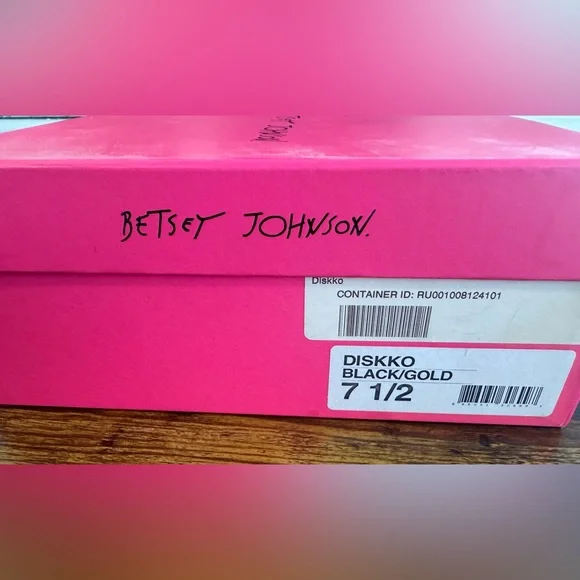 BETSEY JOHNSON.
Diskko
CONTAINER ID: RU001008124101
DISKKO
BLACK/GOLD
7 1/2